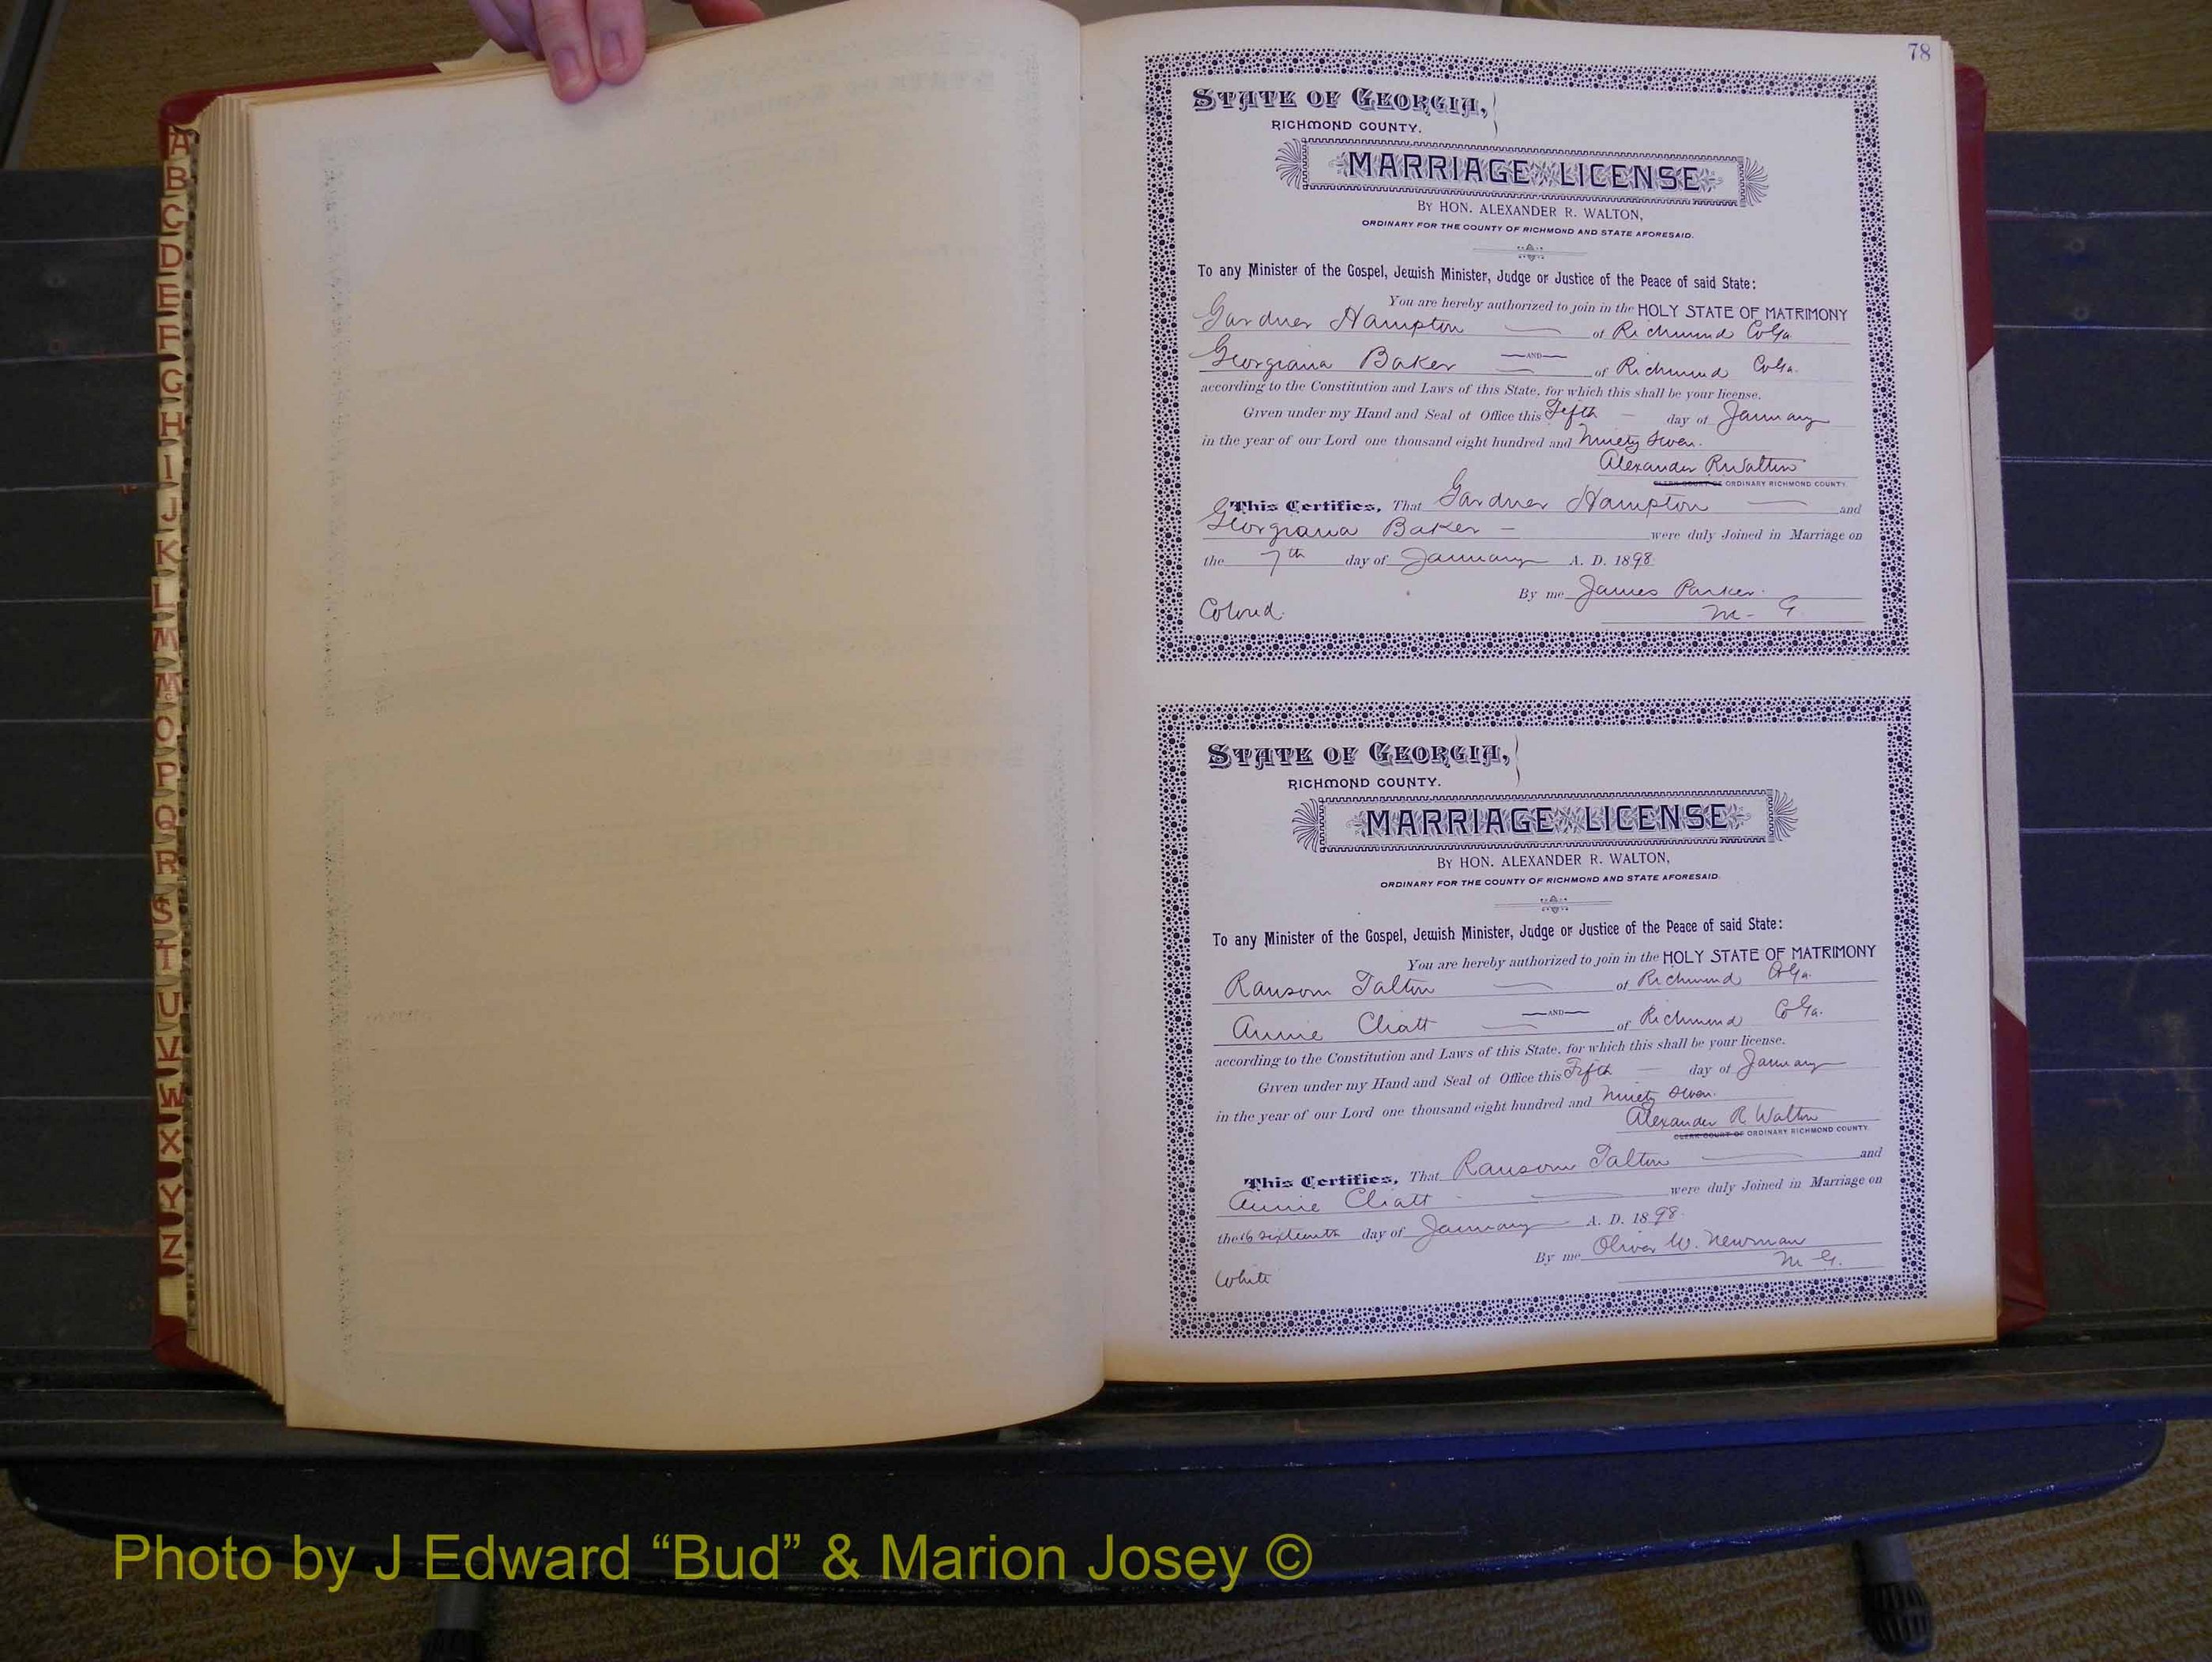 78
STATE OF GEORGIA,
RICHMOND COUNTY.
MARRIAGE LICENSE
BY HON. ALEXANDER R. WALTON,
ORDINARY FOR THE COUNTY OF RICHMOND AND STATE AFORESAID.
To any Minister of the Gospel, Jewish Minister, Judge or Justice of the Peace of said State:
You are hereby authorized to join in the HOLY STATE OF MATRIMONY
Gardner Hampton of Richmond Co Ga.
AND
Georgiana Baker of Richmond Co Ga.
according to the Constitution and Laws of this State, for which this shall be your license.
Given under my Hand and Seal of Office this Fifth day of January
in the year of our Lord one thousand eight hundred and Ninety Seven.
Alexander R Walton
CLERK COURT OF ORDINARY RICHMOND COUNTY
This Certifies, That Gardner Hampton and
Georgiana Baker were duly Joined in Marriage on
the 7th day of January A. D. 1898
By me James Parker.
Colored. M - G.
STATE OF GEORGIA,
RICHMOND COUNTY.
MARRIAGE LICENSE
BY HON. ALEXANDER R. WALTON,
ORDINARY FOR THE COUNTY OF RICHMOND AND STATE AFORESAID.
To any Minister of the Gospel, Jewish Minister, Judge or Justice of the Peace of said State:
You are hereby authorized to join in the HOLY STATE OF MATRIMONY
Ransom Talton of Richmond Co Ga.
AND
Annie Chatt of Richmond Co Ga.
according to the Constitution and Laws of this State, for which this shall be your license.
Given under my Hand and Seal of Office this Fifth day of January
in the year of our Lord one thousand eight hundred and Ninety Seven.
Alexander R Walton
CLERK COURT OF ORDINARY RICHMOND COUNTY
This Certifies, That Ransom Talton and
Annie Chatt were duly Joined in Marriage on
the 16 sixteenth day of January A. D. 1898
By me Oliver W. Newman
White M G.
A
B
C
D
E
F
G
H
I
J
K
L
M
Mc
O
P
Q
R
S
T
U
V
W
X
Y
Z
Photo by J Edward “Bud” & Marion Josey ©